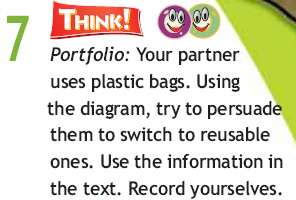 7 THINK!
Portfolio: Your partner
uses plastic bags. Using
the diagram, try to persuade
them to switch to reusable
ones. Use the information in
the text. Record yourselves.